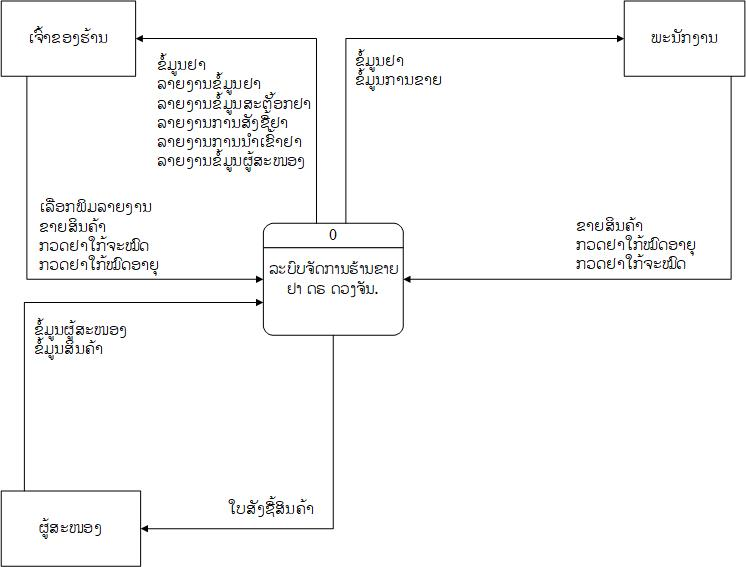 ເຈົ້າຂອງຮ້ານ
ພະນັກງານ
ຂໍ້ມູນຢາ
ລາຍງານຂໍ້ມູນຢາ
ລາຍງານຂໍ້ມູນສະຕ໋ອກຢາ
ລາຍງານການສັ່ງຊື້ຢາ
ລາຍງານການນຳເຂົ້າຢາ
ລາຍງານຂໍ້ມູນຜູ້ສະໜອງ
ຂໍ້ມູນຢາ
ຂໍ້ມູນການຂາຍ
ເລືອກພິມລາຍງານ
ຂາຍສິນຄ້າ
ກວດຢາໃກ້ຈະໝົດ
ກວດຢາໃກ້ໝົດອາຍຸ
0
ລະບົບຈັດການຮ້ານຂາຍ
ຢາ ດຣ ດວງຈັນ.
ຂາຍສິນຄ້າ
ກວດຢາໃກ້ໝົດອາຍຸ
ກວດຢາໃກ້ຈະໝົດ
ຂໍ້ມູນຜູ້ສະໜອງ
ຂໍ້ມູນສິນຄ້າ
ໃບສັ່ງຊື້ສິນຄ້າ
ຜູ້ສະໜອງ